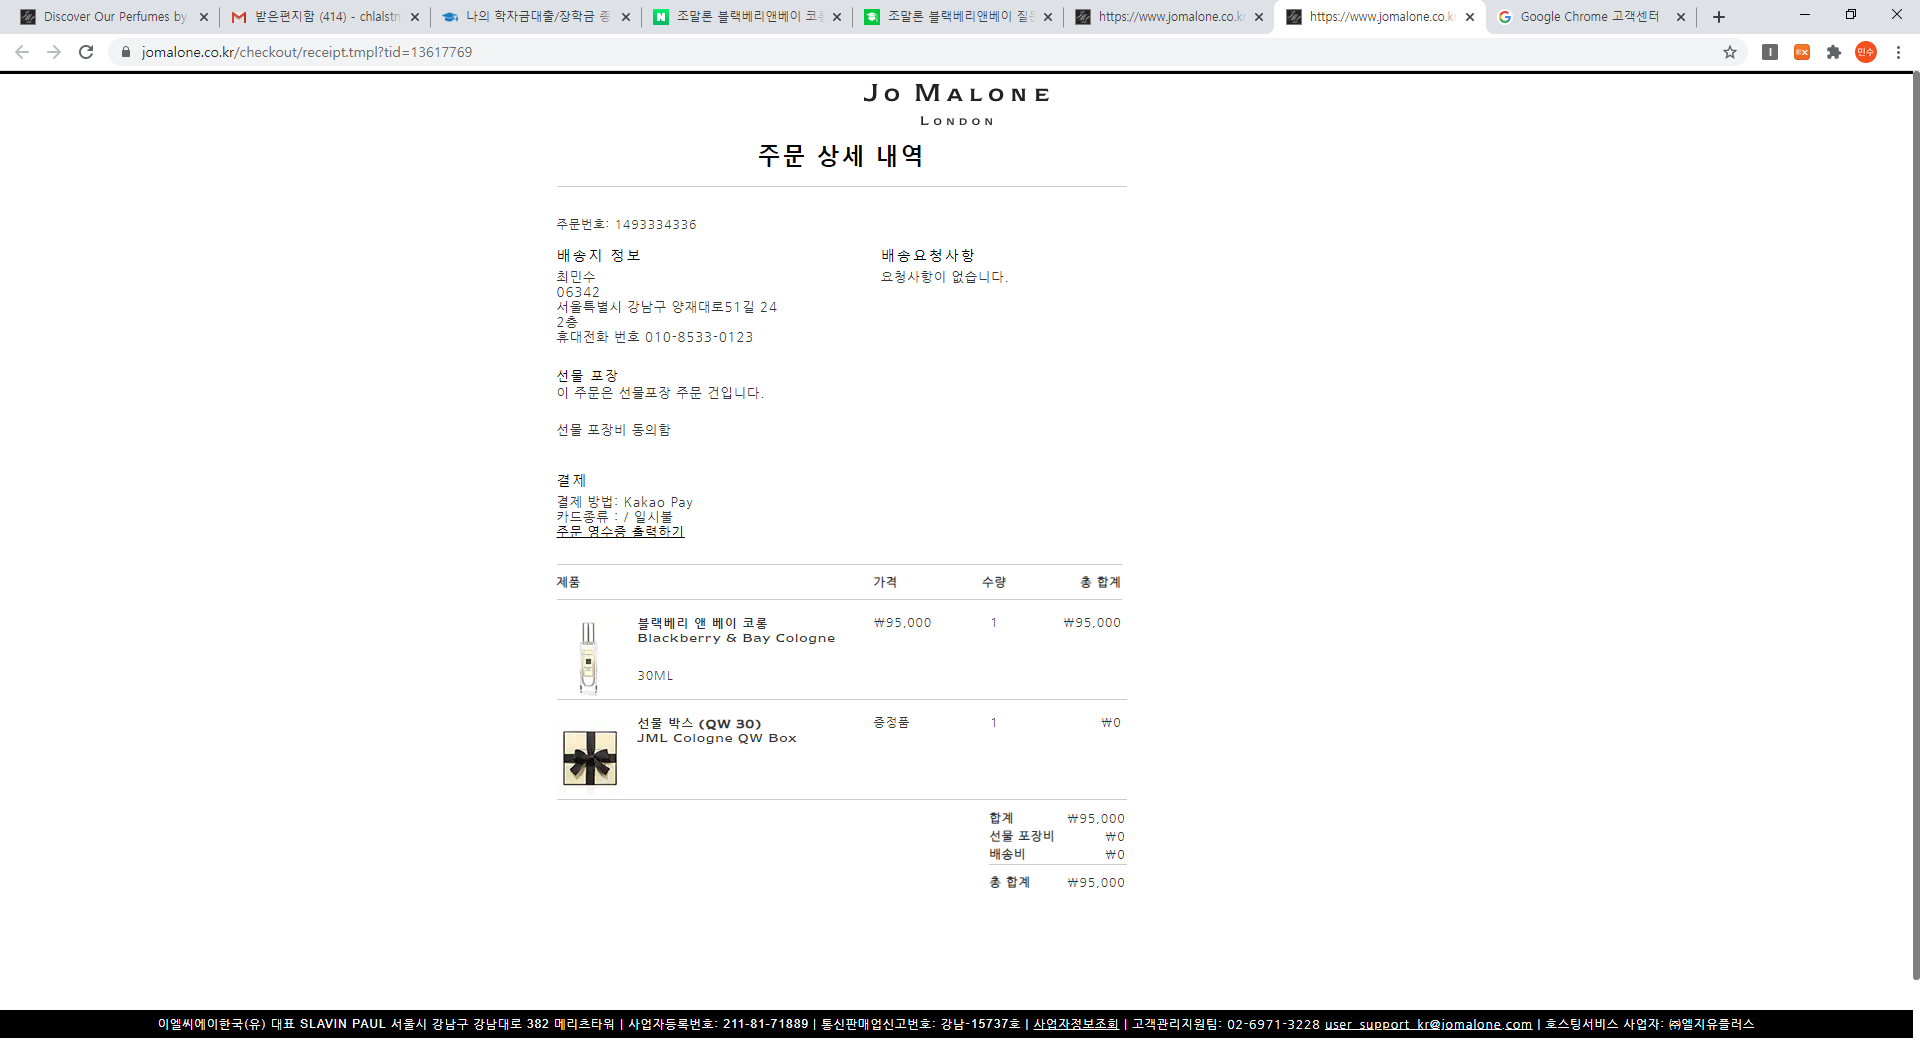 Discover Our Perfumes by
받은편지함 (414) - chlalstn
나의 학자금대출/장학금 종
조말론 블랙베리앤베이 코롱
조말론 블랙베리앤베이 질
https://www.jomalone.co.k
https://www.jomalone.co.k
Google Chrome 고객센터
jomalone.co.kr/checkout/receipt.tmpl?tid=13617769
EX
민수
JO MALONE
LONDON
주문 상세 내역
주문번호: 1493334336
배송지 정보
최민수
06342
서울특별시 강남구 양재대로51길 24
2층
휴대전화 번호 010-8533-0123
배송요청사항
요청사항이 없습니다.
선물 포장
이 주문은 선물포장 주문 건입니다.
선물 포장비 동의함
결제
결제 방법: Kakao Pay
카드종류 : / 일시불
주문 영수증 출력하기
제품 가격 수량 총 합계
블랙베리 앤 베이 코롱 ₩95,000 1 ₩95,000
Blackberry & Bay Cologne
30ML
선물 박스 (QW 30) 증정품 1 ₩0
JML Cologne QW Box
합계 ₩95,000
선물 포장비 ₩0
배송비 ₩0
총 합계 ₩95,000
이엘씨에이한국(유) 대표 SLAVIN PAUL 서울시 강남구 강남대로 382 메리츠타워 | 사업자등록번호: 211-81-71889 | 통신판매업신고번호: 강남-15737호 | 사업자정보조회 | 고객관리지원팀: 02-6971-3228 user_support_kr@jomalone.com | 호스팅서비스 사업자: ㈜엘지유플러스